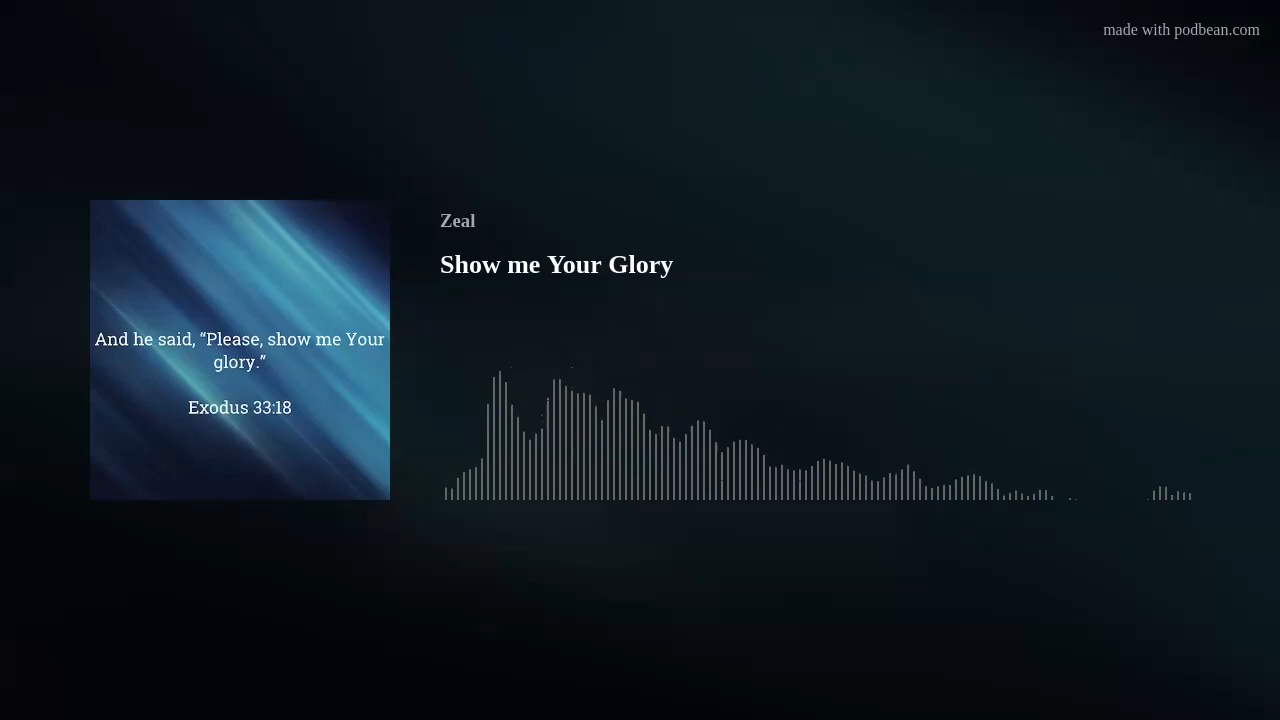 made with podbean.com
Zeal
Show me Your Glory
And he said, “Please, show me Your
glory.”
Exodus 33:18